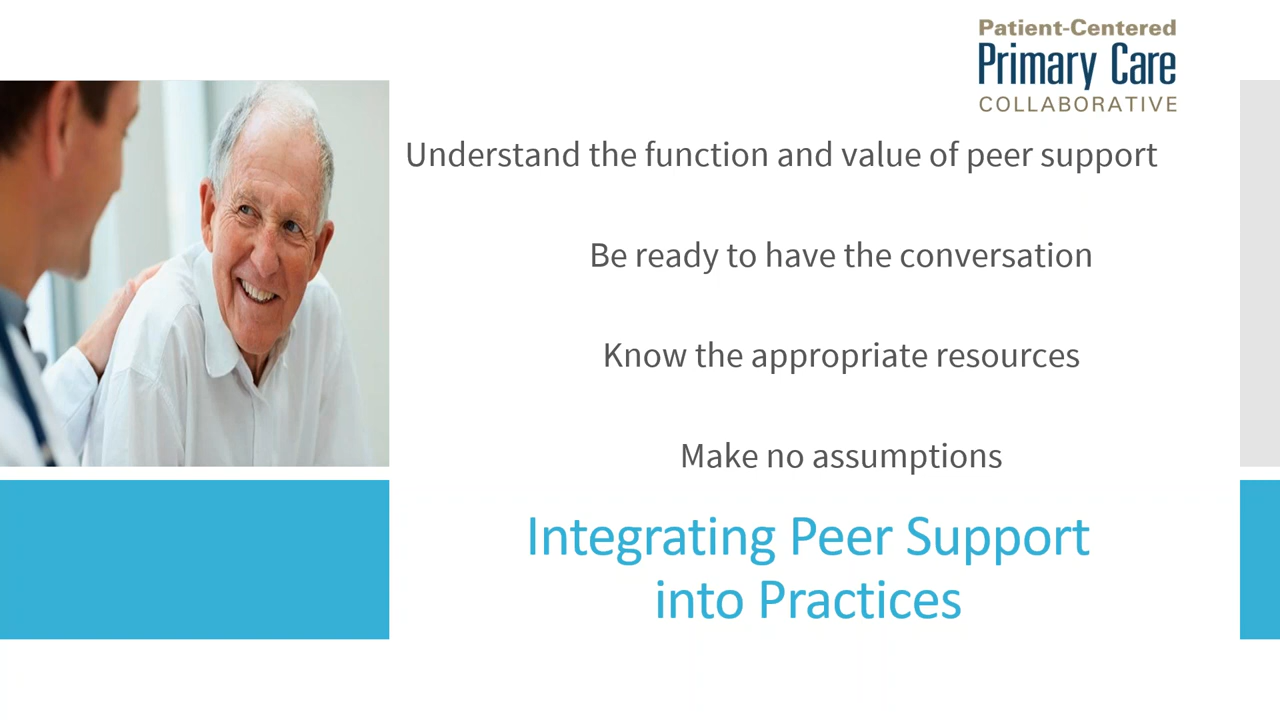 Patient-Centered
Primary Care
COLLABORATIVE
Understand the function and value of peer support
Be ready to have the conversation
Know the appropriate resources
Make no assumptions
Integrating Peer Support
into Practices